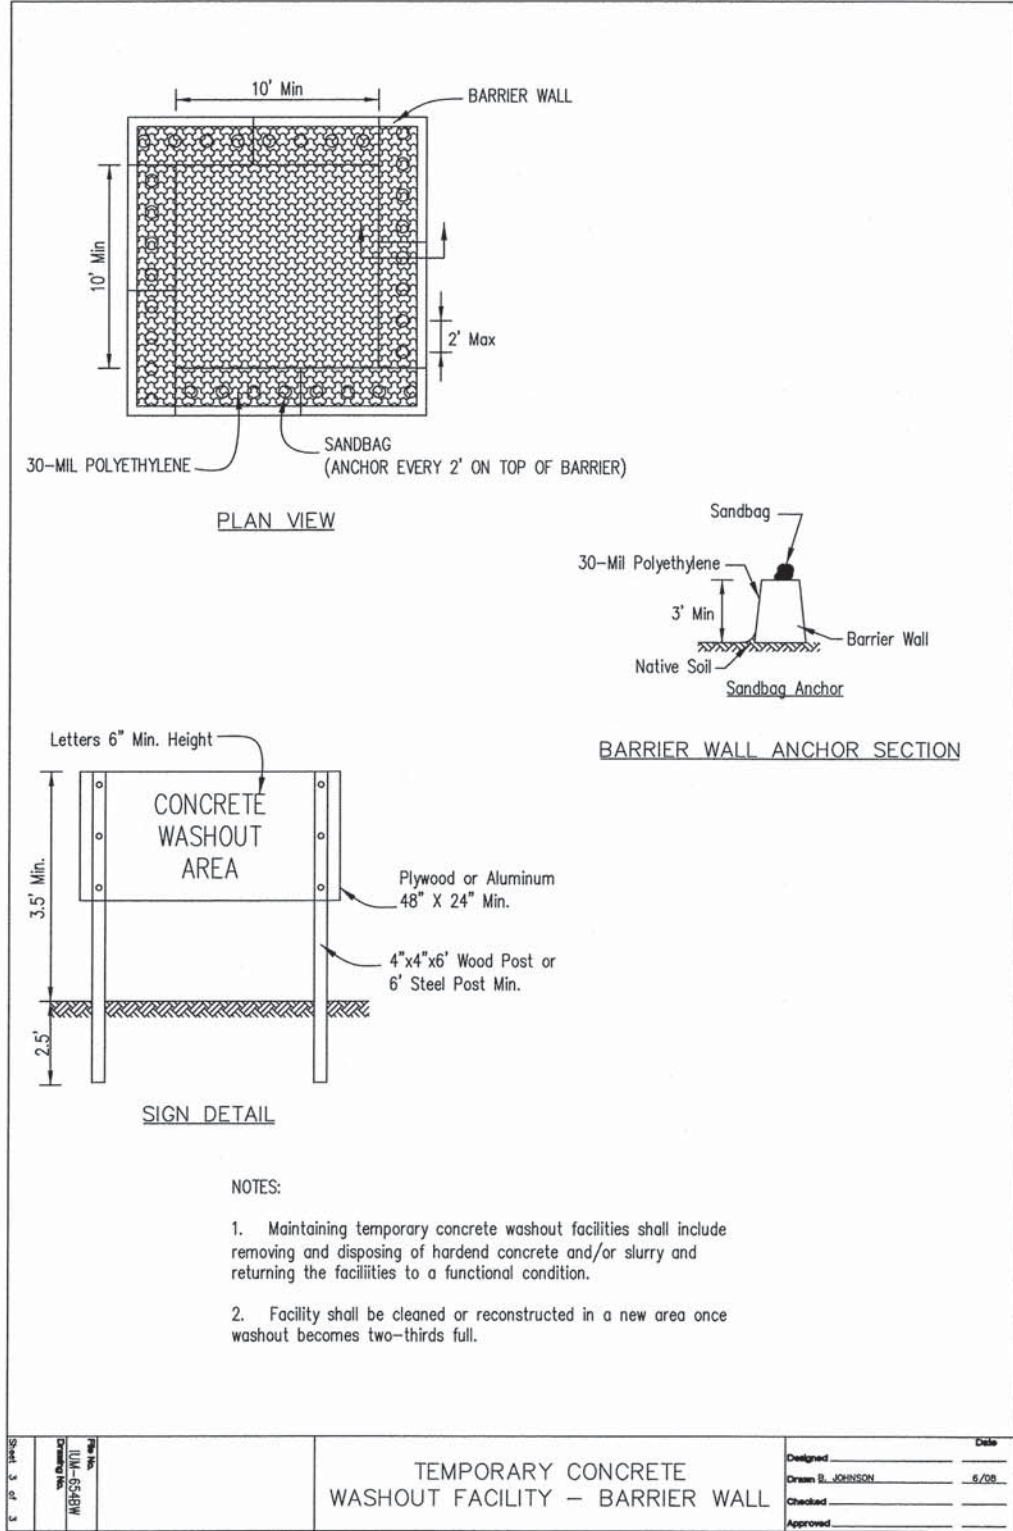 10' Min
BARRIER WALL
10' Min
2' Max
SANDBAG
(ANCHOR EVERY 2' ON TOP OF BARRIER)
30-MIL POLYETHYLENE
PLAN VIEW
Sandbag
30-Mil Polyethylene
3' Min
Barrier Wall
Native Soil
Sandbag Anchor
BARRIER WALL ANCHOR SECTION
Letters 6" Min. Height
CONCRETE
WASHOUT
AREA
3.5' Min.
Plywood or Aluminum
48" X 24" Min.
4"x4"x6' Wood Post or
6' Steel Post Min.
2.5'
SIGN DETAIL
NOTES:
1. Maintaining temporary concrete washout facilities shall include
removing and disposing of hardend concrete and/or slurry and
returning the faciliities to a functional condition.
2. Facility shall be cleaned or reconstructed in a new area once
washout becomes two-thirds full.
File No.
IUM-654BW
Drawing No.
Sheet 3 of 3
TEMPORARY CONCRETE
WASHOUT FACILITY - BARRIER WALL
Date
Designed
Drawn B. JOHNSON 6/08
Checked
Approved